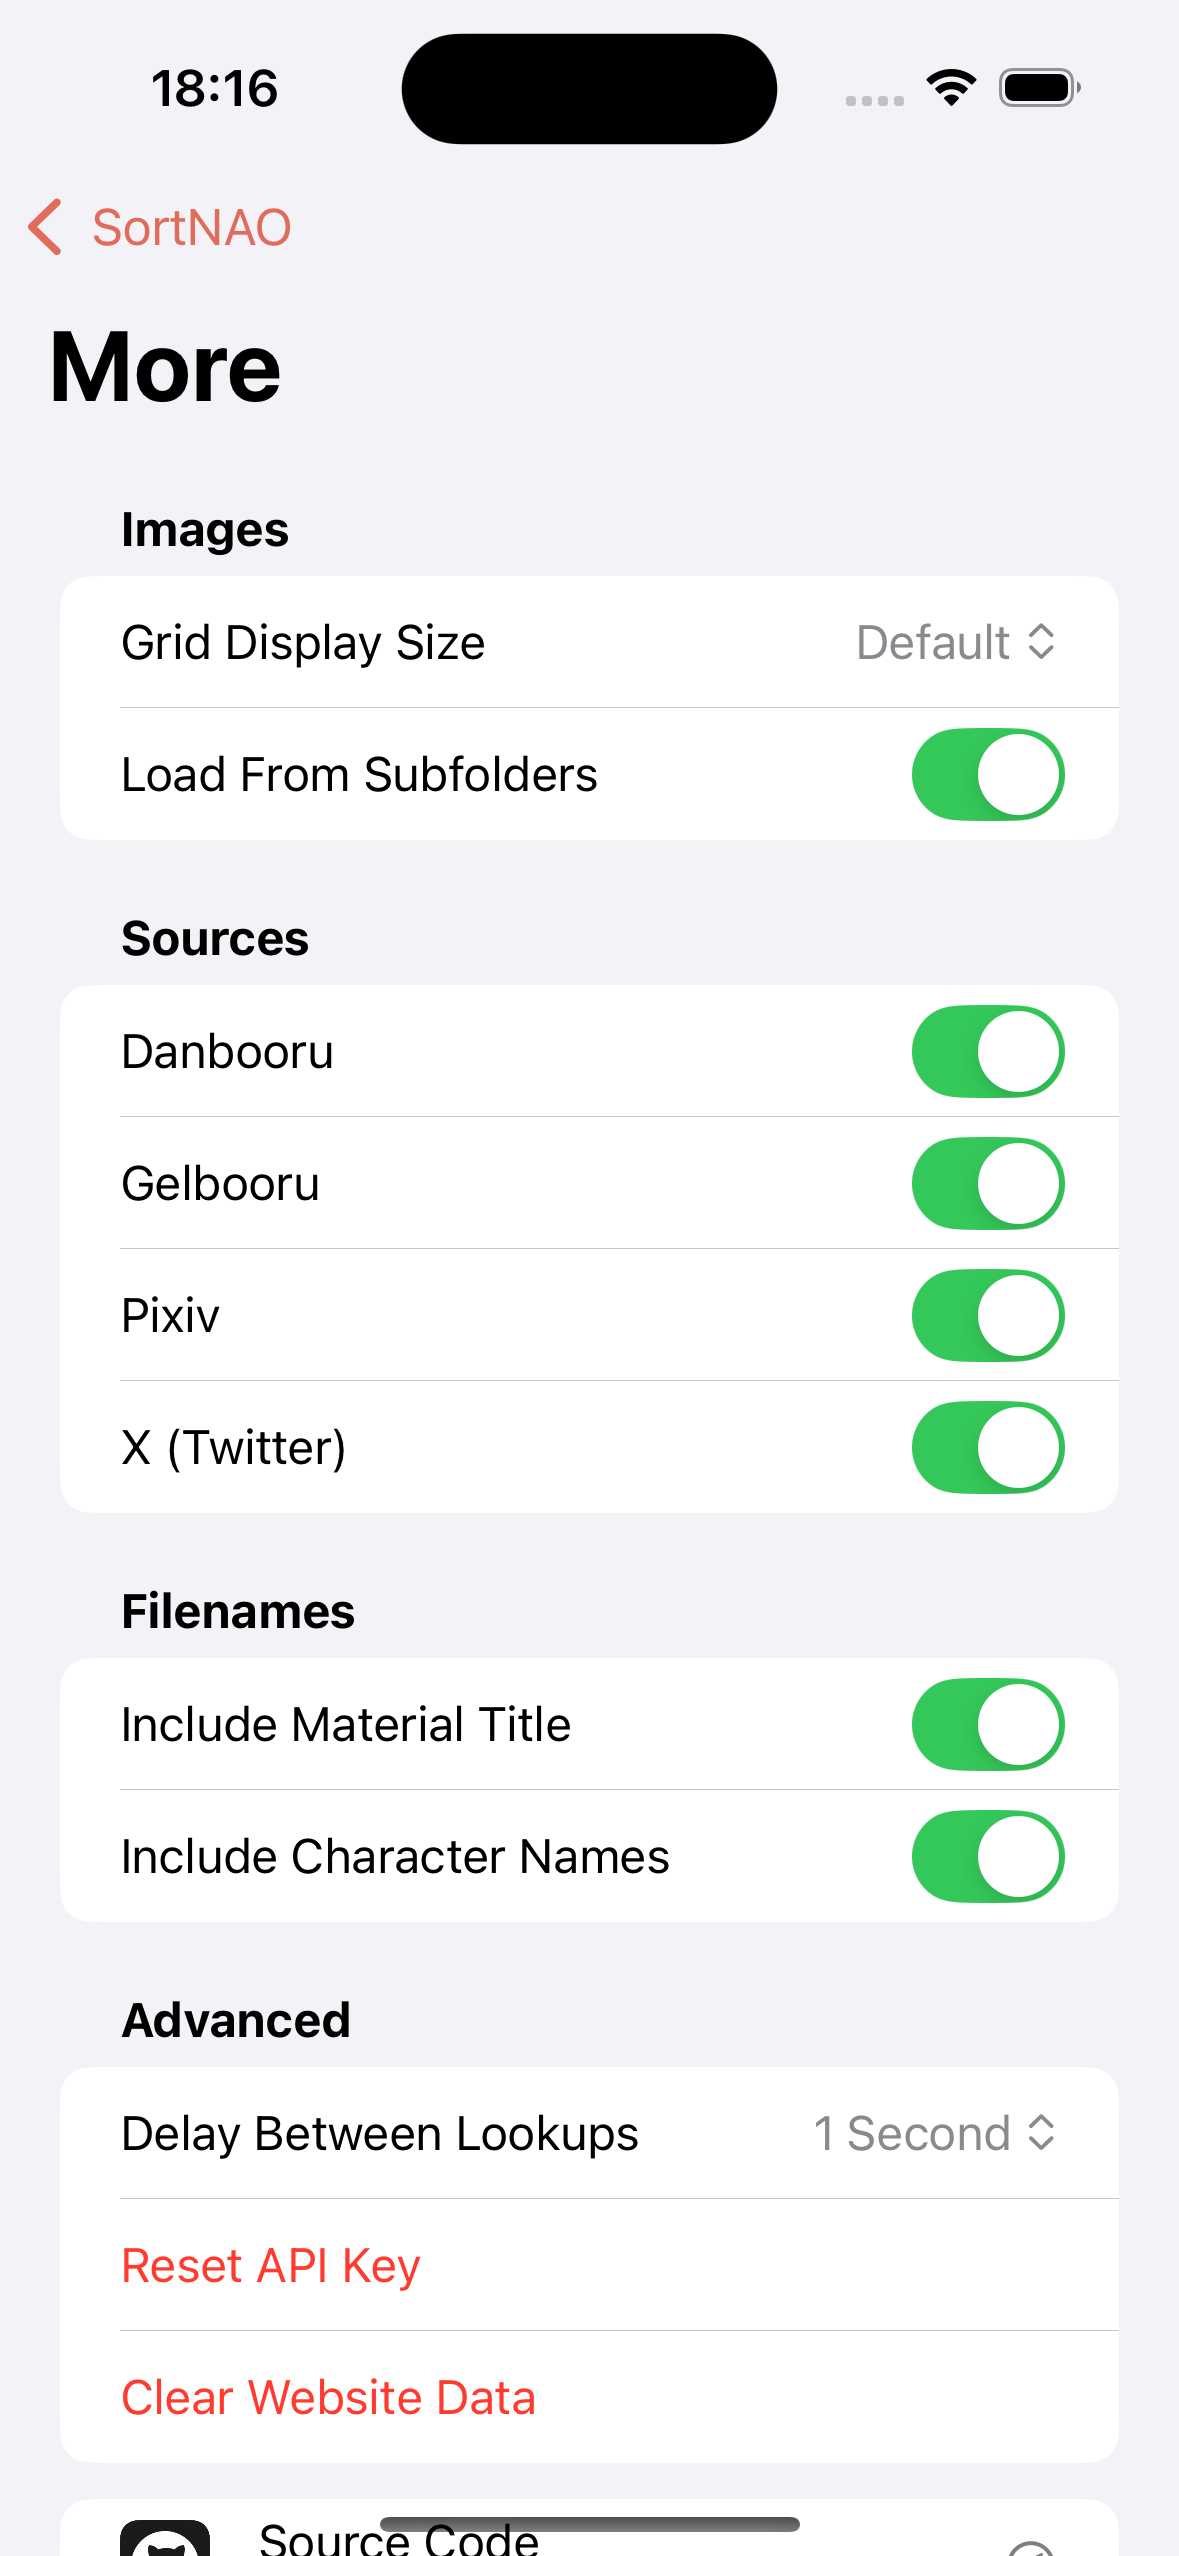 18:16
SortNAO
More
Images
Grid Display Size Default
Load From Subfolders
Sources
Danbooru
Gelbooru
Pixiv
X (Twitter)
Filenames
Include Material Title
Include Character Names
Advanced
Delay Between Lookups 1 Second
Reset API Key
Clear Website Data
Source Code